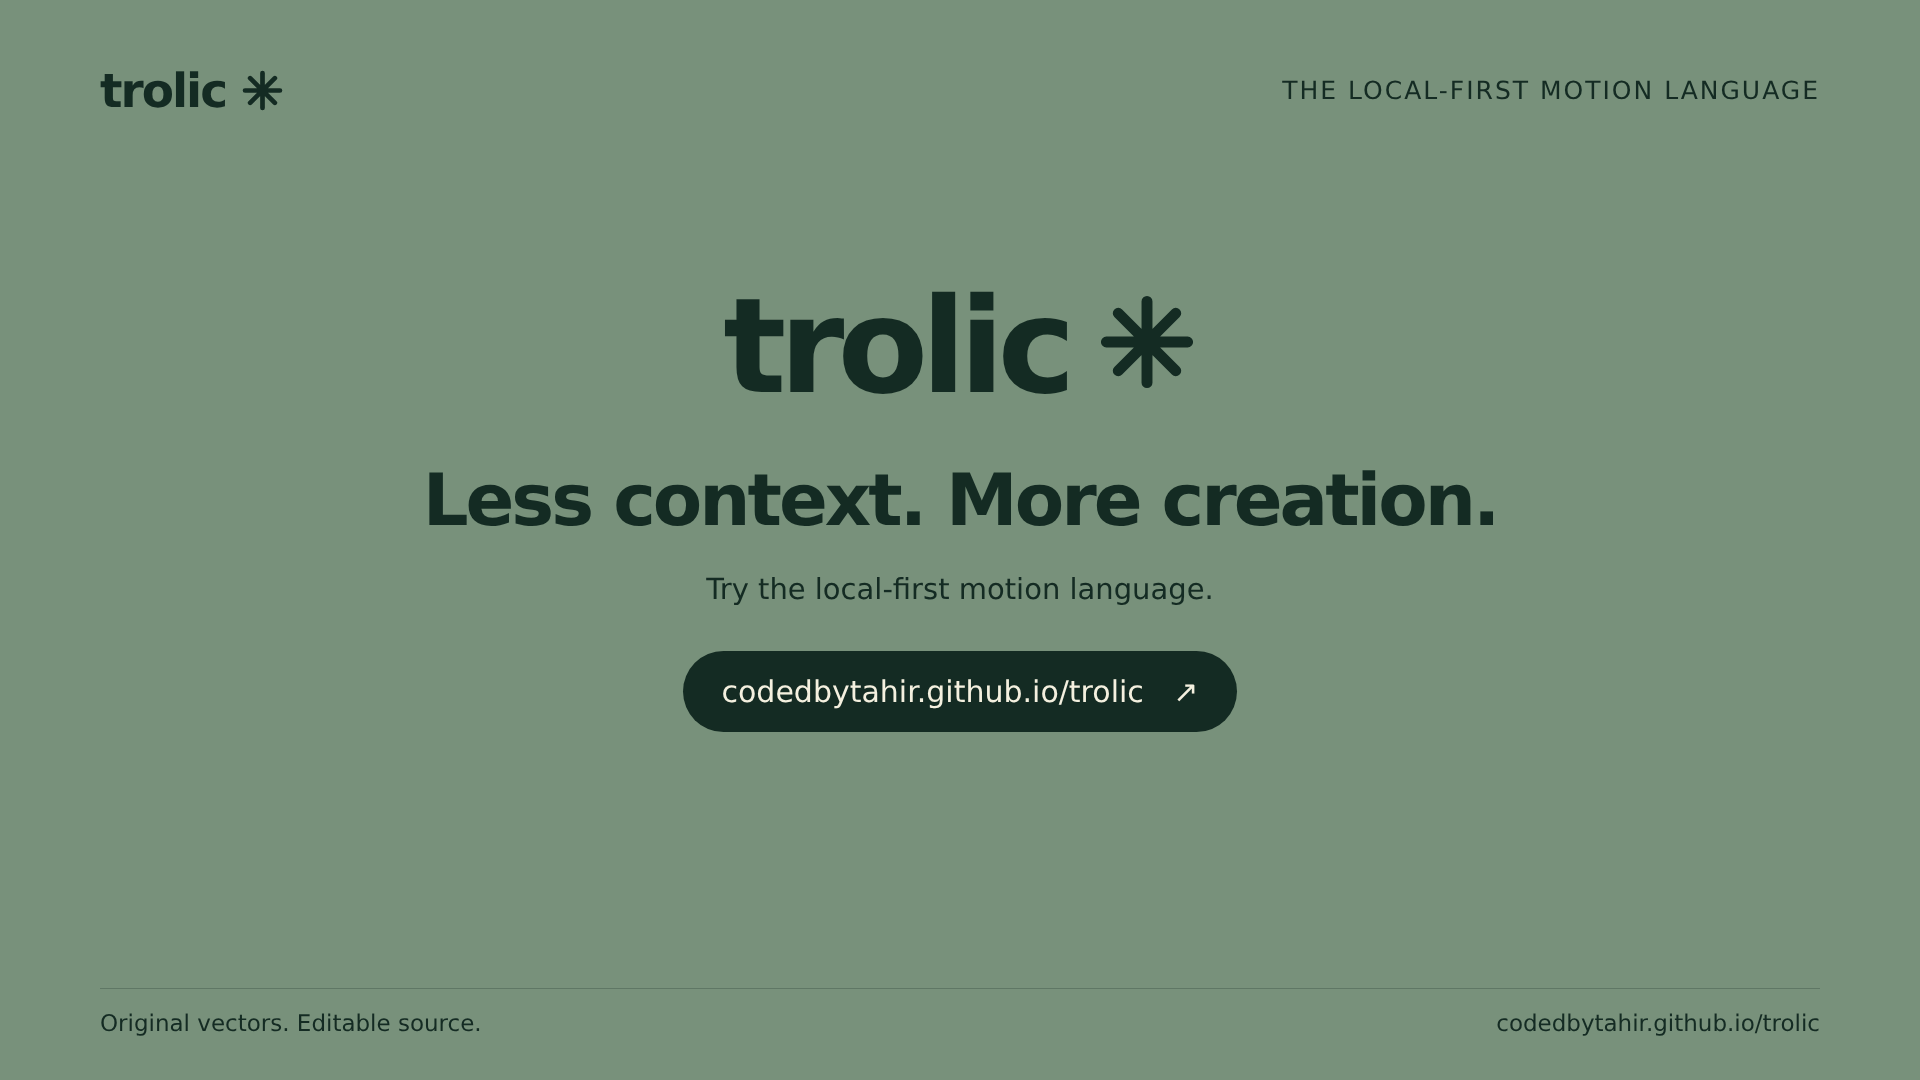 trolic
THE LOCAL-FIRST MOTION LANGUAGE
trolic
Less context. More creation.
Try the local-first motion language.
codedbytahir.github.io/trolic ↗
Original vectors. Editable source.
codedbytahir.github.io/trolic